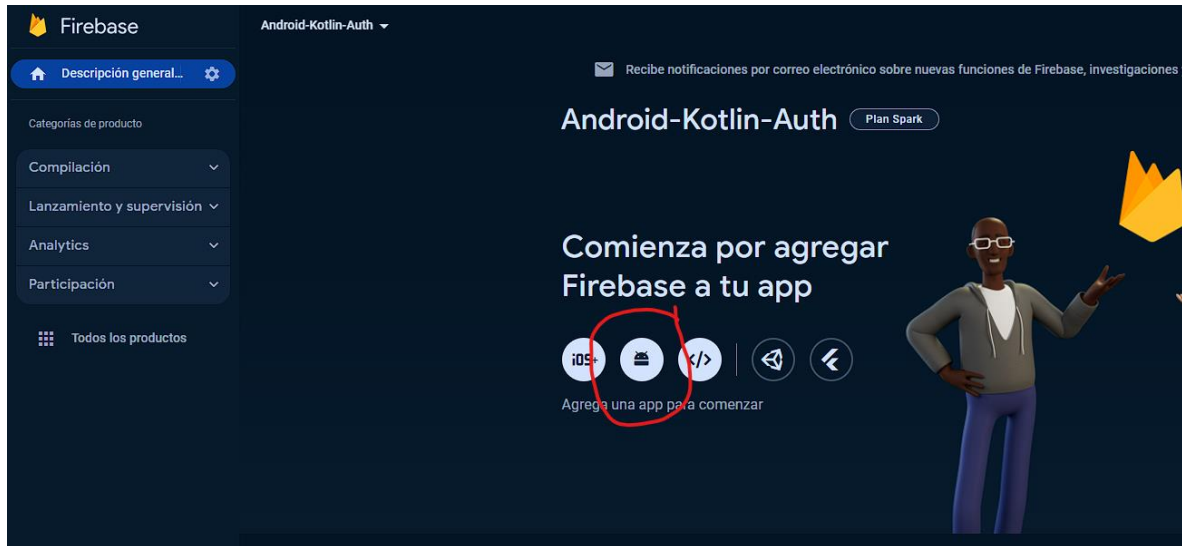 Firebase
Android-Kotlin-Auth
Descripción general...
Recibe notificaciones por correo electrónico sobre nuevas funciones de Firebase, investigaciones
Categorías de producto
Android-Kotlin-Auth
Plan Spark
Compilación
Lanzamiento y supervisión
Analytics
Participación
Comienza por agregar
Firebase a tu app
Todos los productos
iOS+
</>
Agrega una app para comenzar